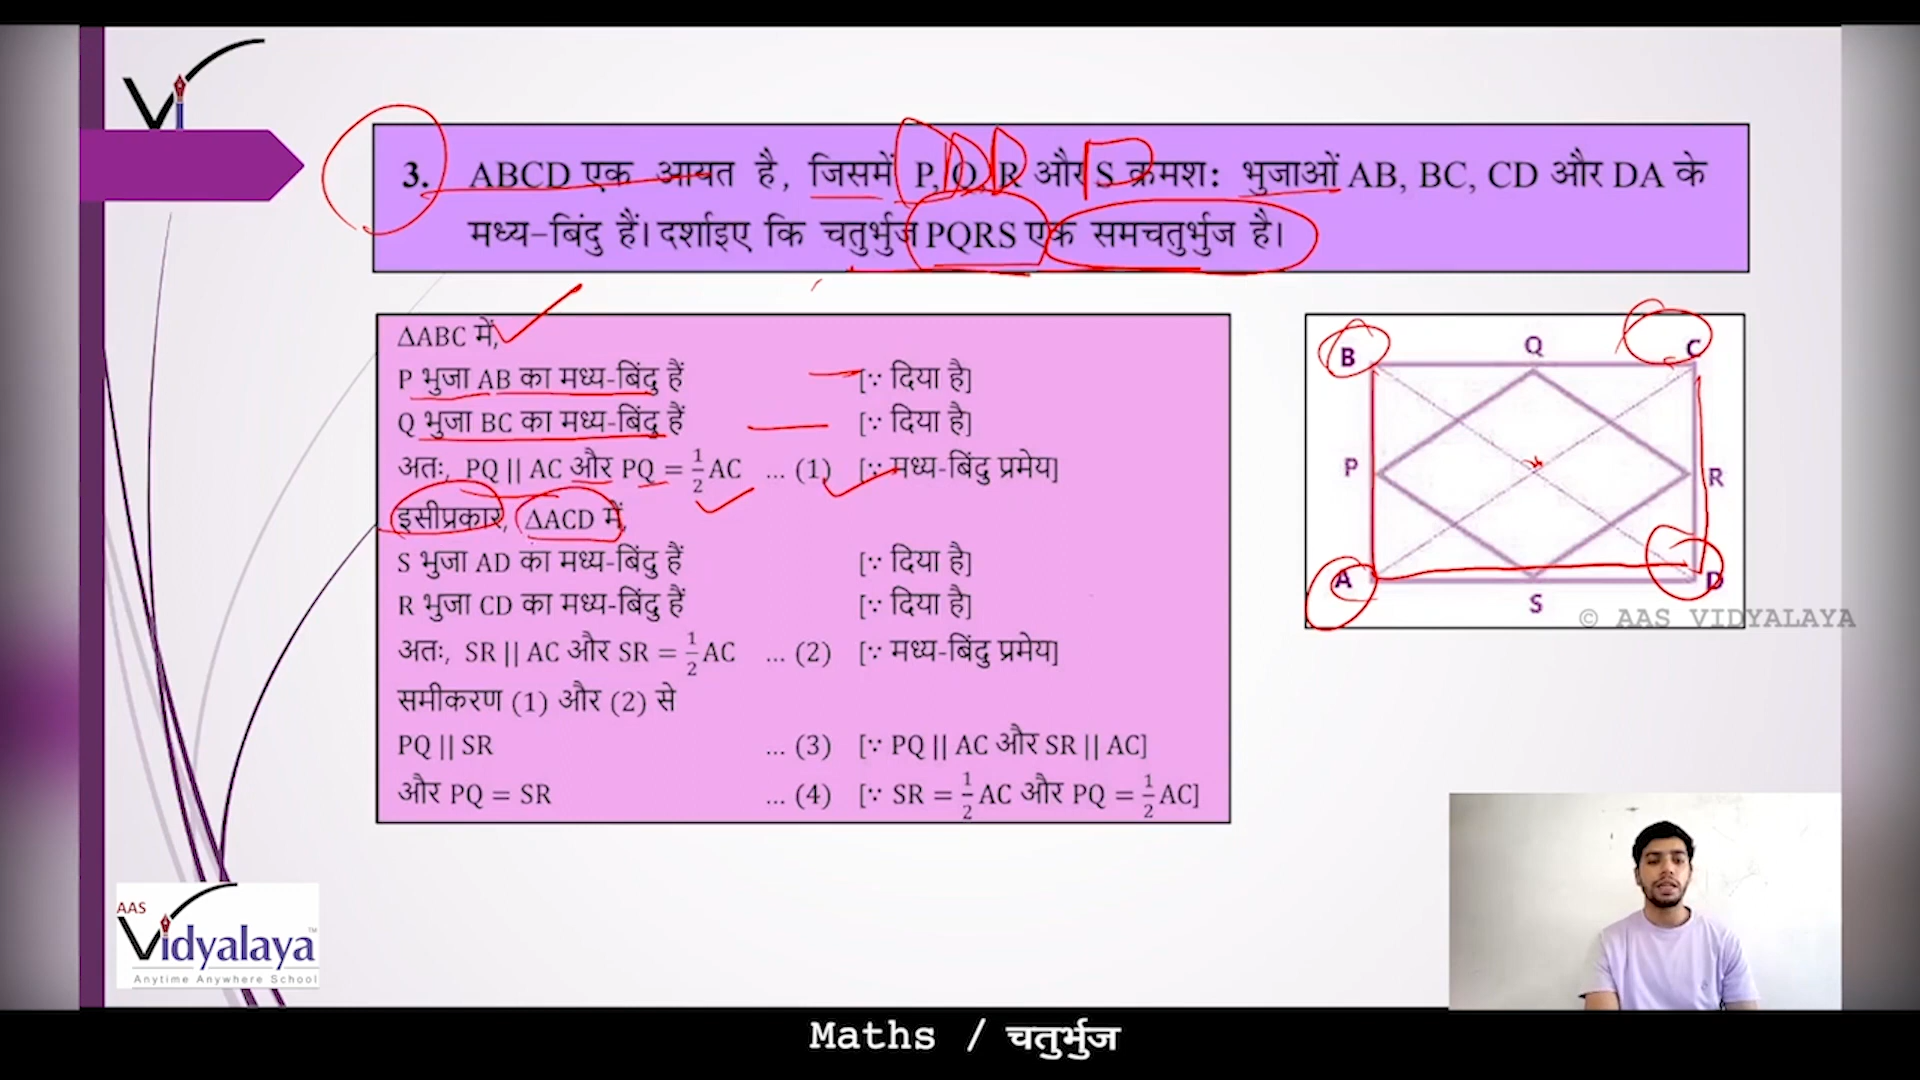 3. ABCD एक आयत है, जिसमें P, Q, R और S क्रमश: भुजाओं AB, BC, CD और DA के
मध्य-बिंदु हैं। दर्शाइए कि चतुर्भुज PQRS एक समचतुर्भुज है।
ΔABC में,
P भुजा AB का मध्य-बिंदु हैं [∵ दिया है]
Q भुजा BC का मध्य-बिंदु हैं [∵ दिया है]
अतः, PQ || AC और PQ = 1/2 AC ... (1) [∵ मध्य-बिंदु प्रमेय]
इसीप्रकार, ΔACD में,
S भुजा AD का मध्य-बिंदु हैं [∵ दिया है]
R भुजा CD का मध्य-बिंदु हैं [∵ दिया है]
अतः, SR || AC और SR = 1/2 AC ... (2) [∵ मध्य-बिंदु प्रमेय]
समीकरण (1) और (2) से
PQ || SR ... (3) [∵ PQ || AC और SR || AC]
और PQ = SR ... (4) [∵ SR = 1/2 AC और PQ = 1/2 AC]
B Q C
P R
A S D
© AAS VIDYALAYA
AAS
Vidyalaya TM
Anytime Anywhere School
Maths / चतुर्भुज